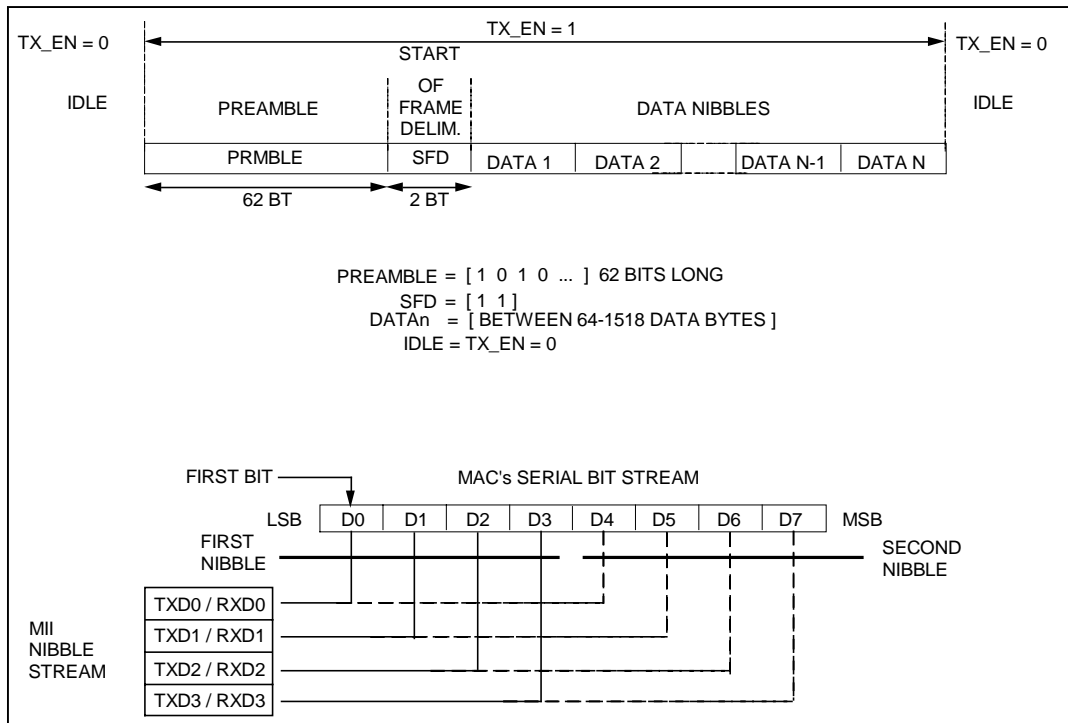 TX_EN = 0
TX_EN = 1
TX_EN = 0
IDLE
PREAMBLE
START
OF
FRAME
DELIM.
DATA NIBBLES
IDLE
PRMBLE
SFD
DATA 1
DATA 2
DATA N-1
DATA N
62 BT
2 BT
PREAMBLE = [ 1 0 1 0 ... ] 62 BITS LONG
SFD = [ 1 1 ]
DATAn = [ BETWEEN 64-1518 DATA BYTES ]
IDLE = TX_EN = 0
FIRST BIT
MAC's SERIAL BIT STREAM
LSB D0 D1 D2 D3 D4 D5 D6 D7 MSB
FIRST
NIBBLE
SECOND
NIBBLE
MII
NIBBLE
STREAM
TXD0 / RXD0
TXD1 / RXD1
TXD2 / RXD2
TXD3 / RXD3